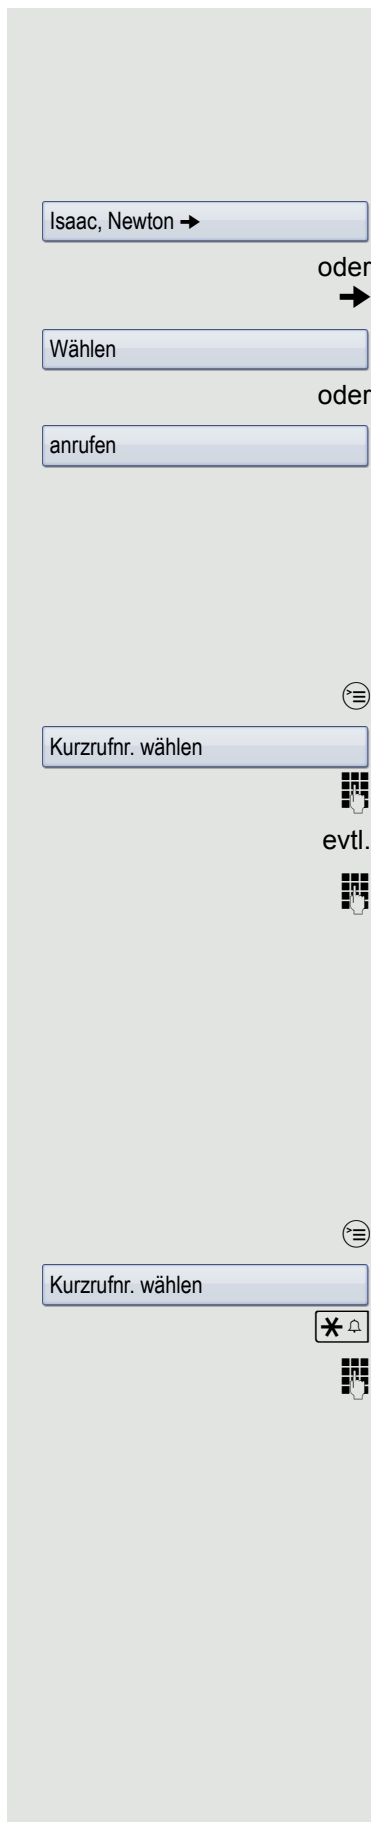 Isaac, Newton →
oder
Wählen
oder
anrufen
Kurzrufnr. wählen
evtl.
Kurzrufnr. wählen